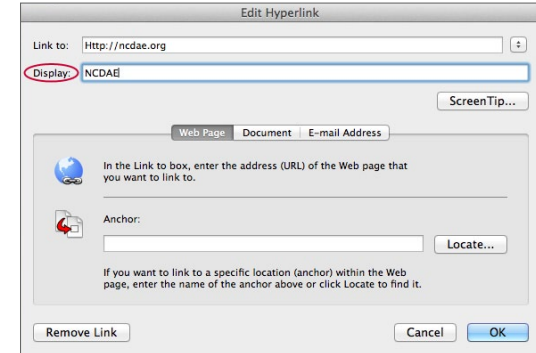 Edit Hyperlink
Link to: Http://ncdae.org
Display: NCDAE
ScreenTip...
Web Page Document E-mail Address
In the Link to box, enter the address (URL) of the Web page that
you want to link to.
Anchor:
Locate...
If you want to link to a specific location (anchor) within the Web
page, enter the name of the anchor above or click Locate to find it.
Remove Link Cancel OK